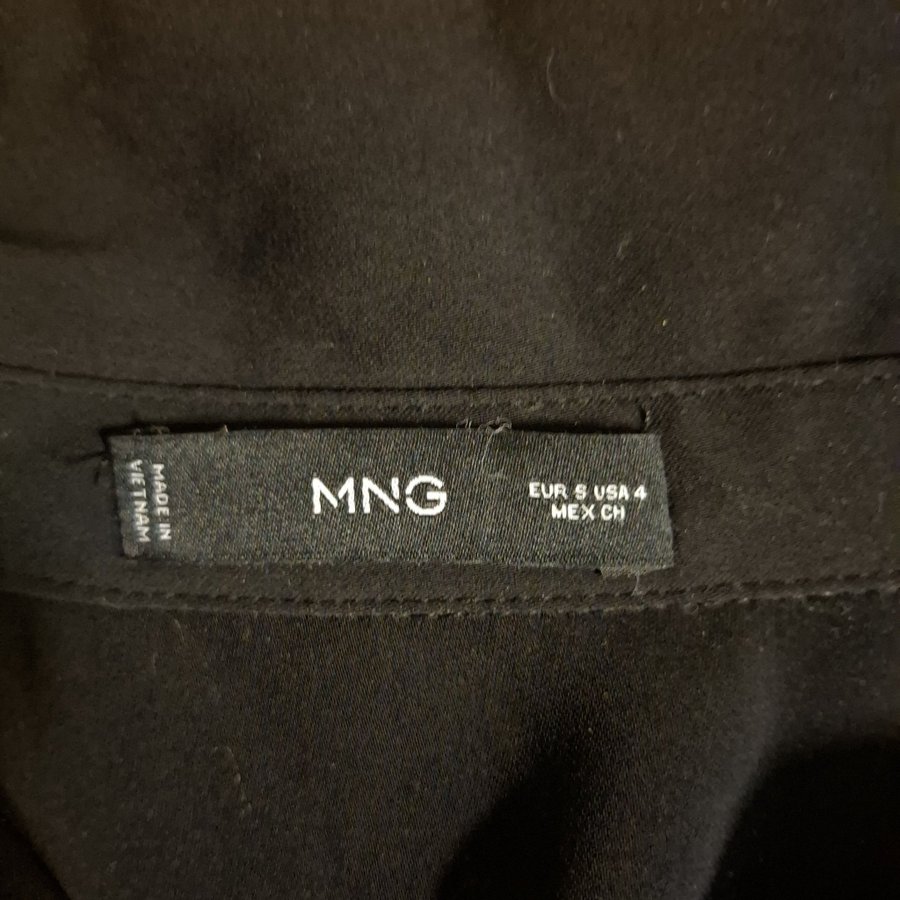 MADE IN
VIETNAM
MNG
EUR S USA 4
MEX CH